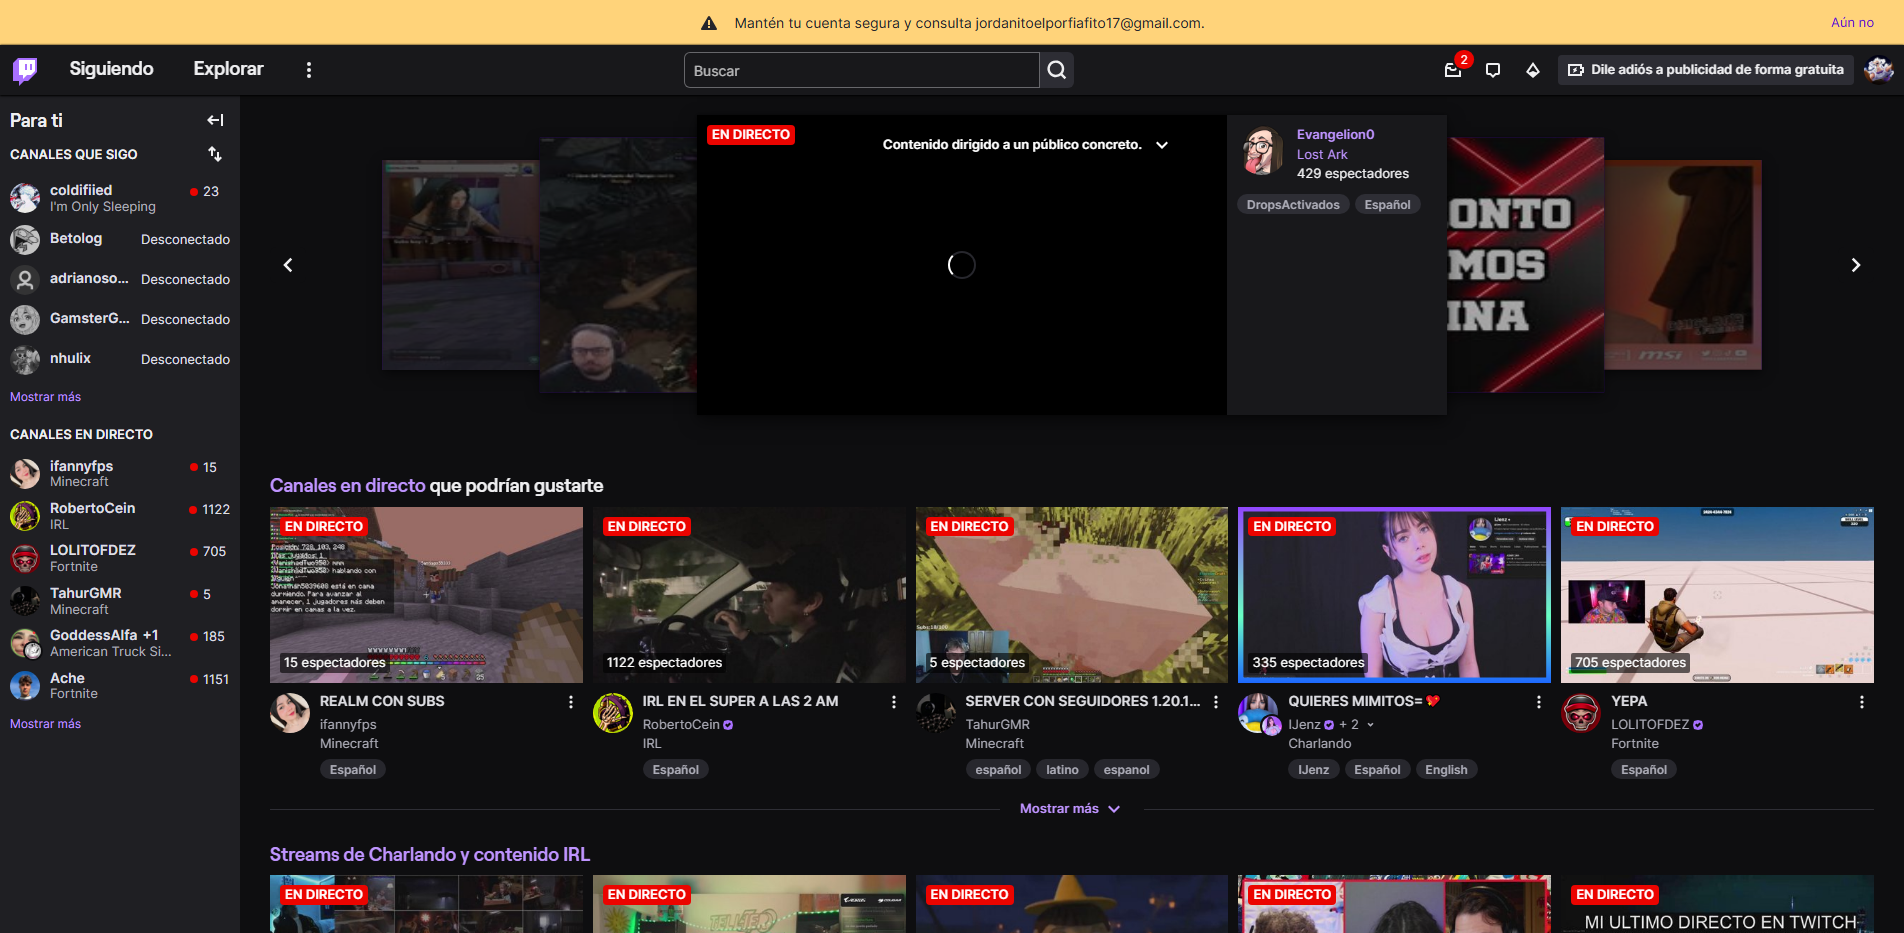 Mantén tu cuenta segura y consulta jordanitoelporfiafito17@gmail.com.
Aún no
Siguiendo
Explorar
Buscar
2
Dile adiós a publicidad de forma gratuita
Para ti
CANALES QUE SIGO
coldifiied
23
I'm Only Sleeping
Betolog
Desconectado
adrianoso...
Desconectado
GamsterG...
Desconectado
nhulix
Desconectado
Mostrar más
CANALES EN DIRECTO
ifannyfps
15
Minecraft
RobertoCein
1122
IRL
LOLITOFDEZ
705
Fortnite
TahurGMR
5
Minecraft
GoddessAlfa +1
185
American Truck Si...
Ache
1151
Fortnite
Mostrar más
EN DIRECTO
Contenido dirigido a un público concreto.
Evangelion0
Lost Ark
429 espectadores
DropsActivados
Español
ONTO
MOS
INA
msi
Canales en directo que podrían gustarte
EN DIRECTO
15 espectadores
REALM CON SUBS
ifannyfps
Minecraft
Español
EN DIRECTO
1122 espectadores
IRL EN EL SUPER A LAS 2 AM
RobertoCein
IRL
Español
EN DIRECTO
5 espectadores
SERVER CON SEGUIDORES 1.20.1...
TahurGMR
Minecraft
español
latino
espanol
EN DIRECTO
335 espectadores
QUIERES MIMITOS=
IJenz
+ 2
Charlando
IJenz
Español
English
EN DIRECTO
705 espectadores
YEPA
LOLITOFDEZ
Fortnite
Español
Mostrar más
Streams de Charlando y contenido IRL
EN DIRECTO
EN DIRECTO
EN DIRECTO
EN DIRECTO
EN DIRECTO
MI ULTIMO DIRECTO EN TWITCH